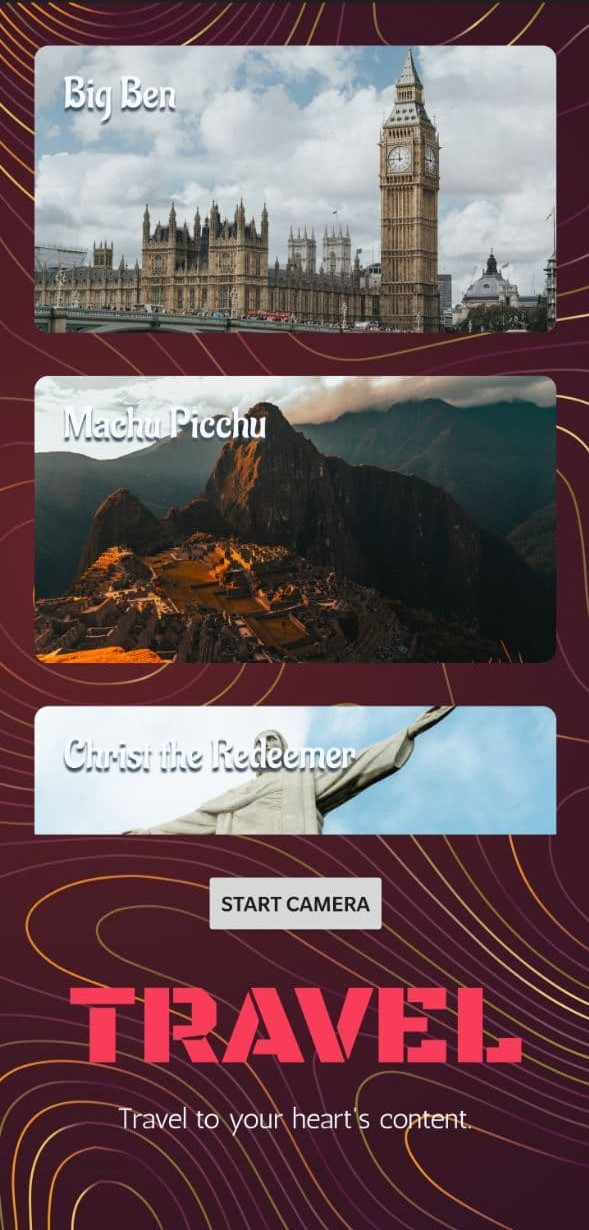 Big Ben
Machu Picchu
Christ the Redeemer
START CAMERA
TRAVEL
Travel to your heart's content.